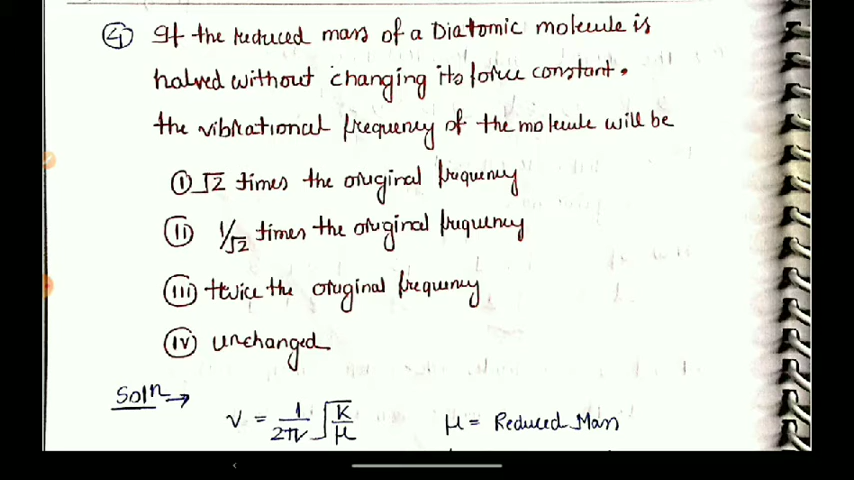 ④ If the reduced mass of a Diatomic molecule is
halved without changing its force constant.
the vibrational frequency of the molecule will be
① √2 times the original frequency
(ii) 1/√2 times the original frequency
(iii) twice the original frequency
(iv) unchanged
Soln →
ν = 1/2π √K/μ μ = Reduced Mass